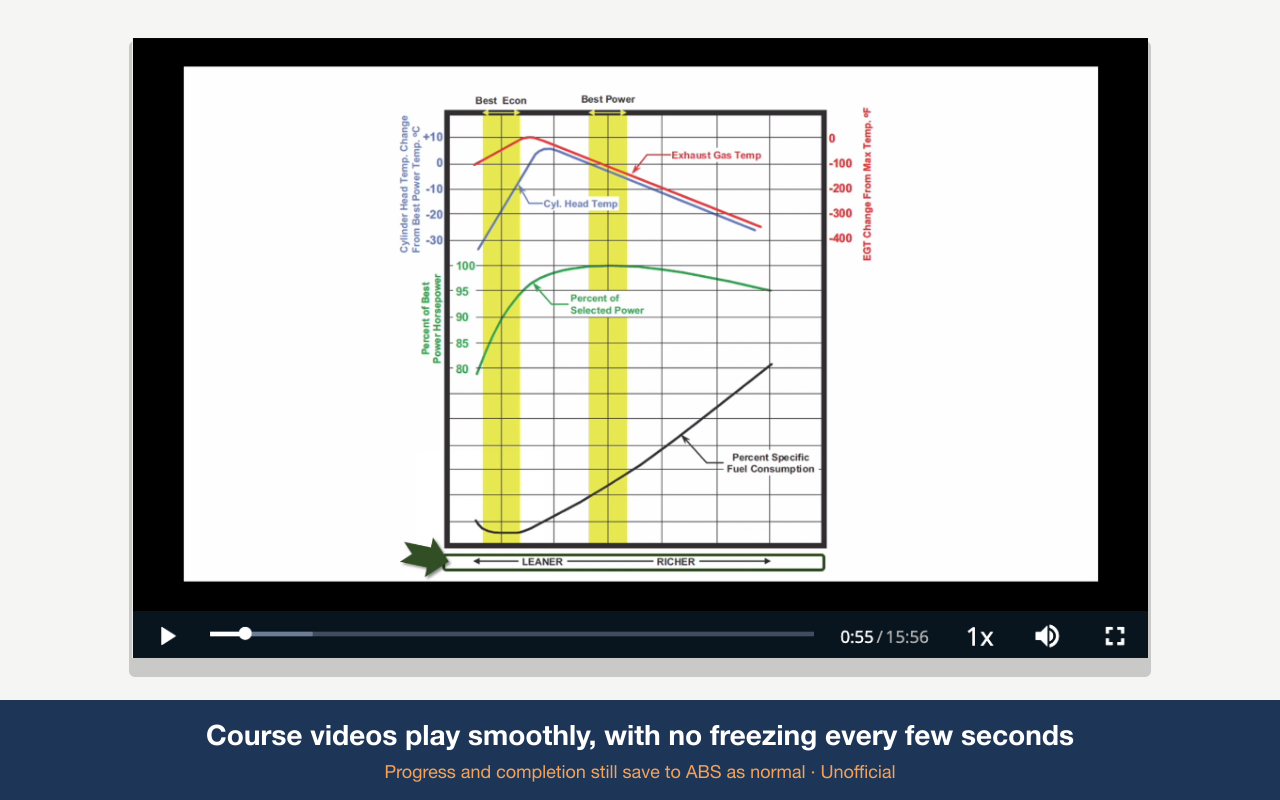 Best Econ
Best Power
Cylinder Head Temp. Change
From Best Power Temp. ºC
+10
0
-10
-20
-30
0
-100
-200
-300
-400
EGT Change From Max Temp. ºF
Exhaust Gas Temp
Cyl. Head Temp
Percent of Best
Power Horsepower
100
95
90
85
80
Percent of
Selected Power
Percent Specific
Fuel Consumption
LEANER
RICHER
0:55 / 15:56
1x
Course videos play smoothly, with no freezing every few seconds
Progress and completion still save to ABS as normal · Unofficial